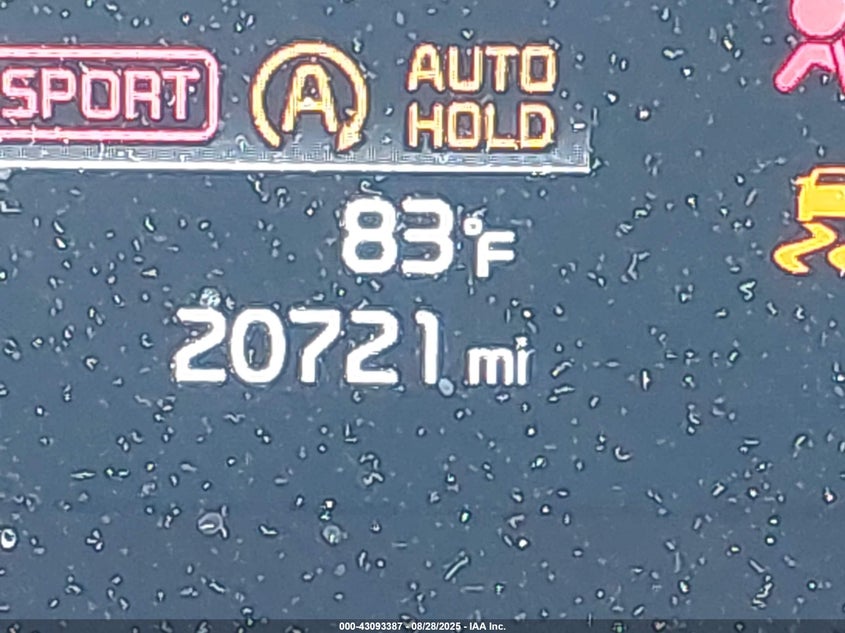 SPORT A AUTO
HOLD
83°F
20721 mi
000-43093387 - 08/28/2025 - IAA Inc.